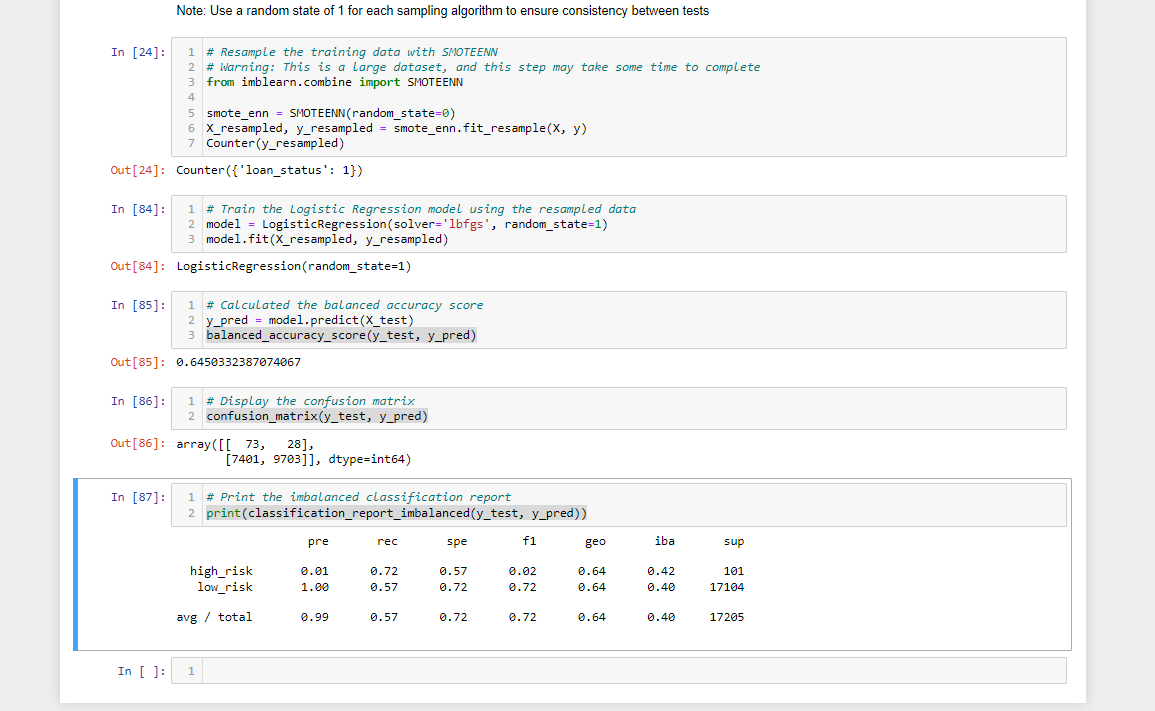 Note: Use a random state of 1 for each sampling algorithm to ensure consistency between tests
In [24]:
1 # Resample the training data with SMOTEENN
2 # Warning: This is a large dataset, and this step may take some time to complete
3 from imblearn.combine import SMOTEENN
4
5 smote_enn = SMOTEENN(random_state=0)
6 X_resampled, y_resampled = smote_enn.fit_resample(X, y)
7 Counter(y_resampled)
Out[24]: Counter({'loan_status': 1})
In [84]:
1 # Train the Logistic Regression model using the resampled data
2 model = LogisticRegression(solver='lbfgs', random_state=1)
3 model.fit(X_resampled, y_resampled)
Out[84]: LogisticRegression(random_state=1)
In [85]:
1 # Calculated the balanced accuracy score
2 y_pred = model.predict(X_test)
3 balanced_accuracy_score(y_test, y_pred)
Out[85]: 0.6450332387074067
In [86]:
1 # Display the confusion matrix
2 confusion_matrix(y_test, y_pred)
Out[86]: array([[  73,   28],
       [7401, 9703]], dtype=int64)
In [87]:
1 # Print the imbalanced classification report
2 print(classification_report_imbalanced(y_test, y_pred))
pre rec spe f1 geo iba sup
high_risk 0.01 0.72 0.57 0.02 0.64 0.42 101
low_risk 1.00 0.57 0.72 0.72 0.64 0.40 17104
avg / total 0.99 0.57 0.72 0.72 0.64 0.40 17205
In [ ]:
1